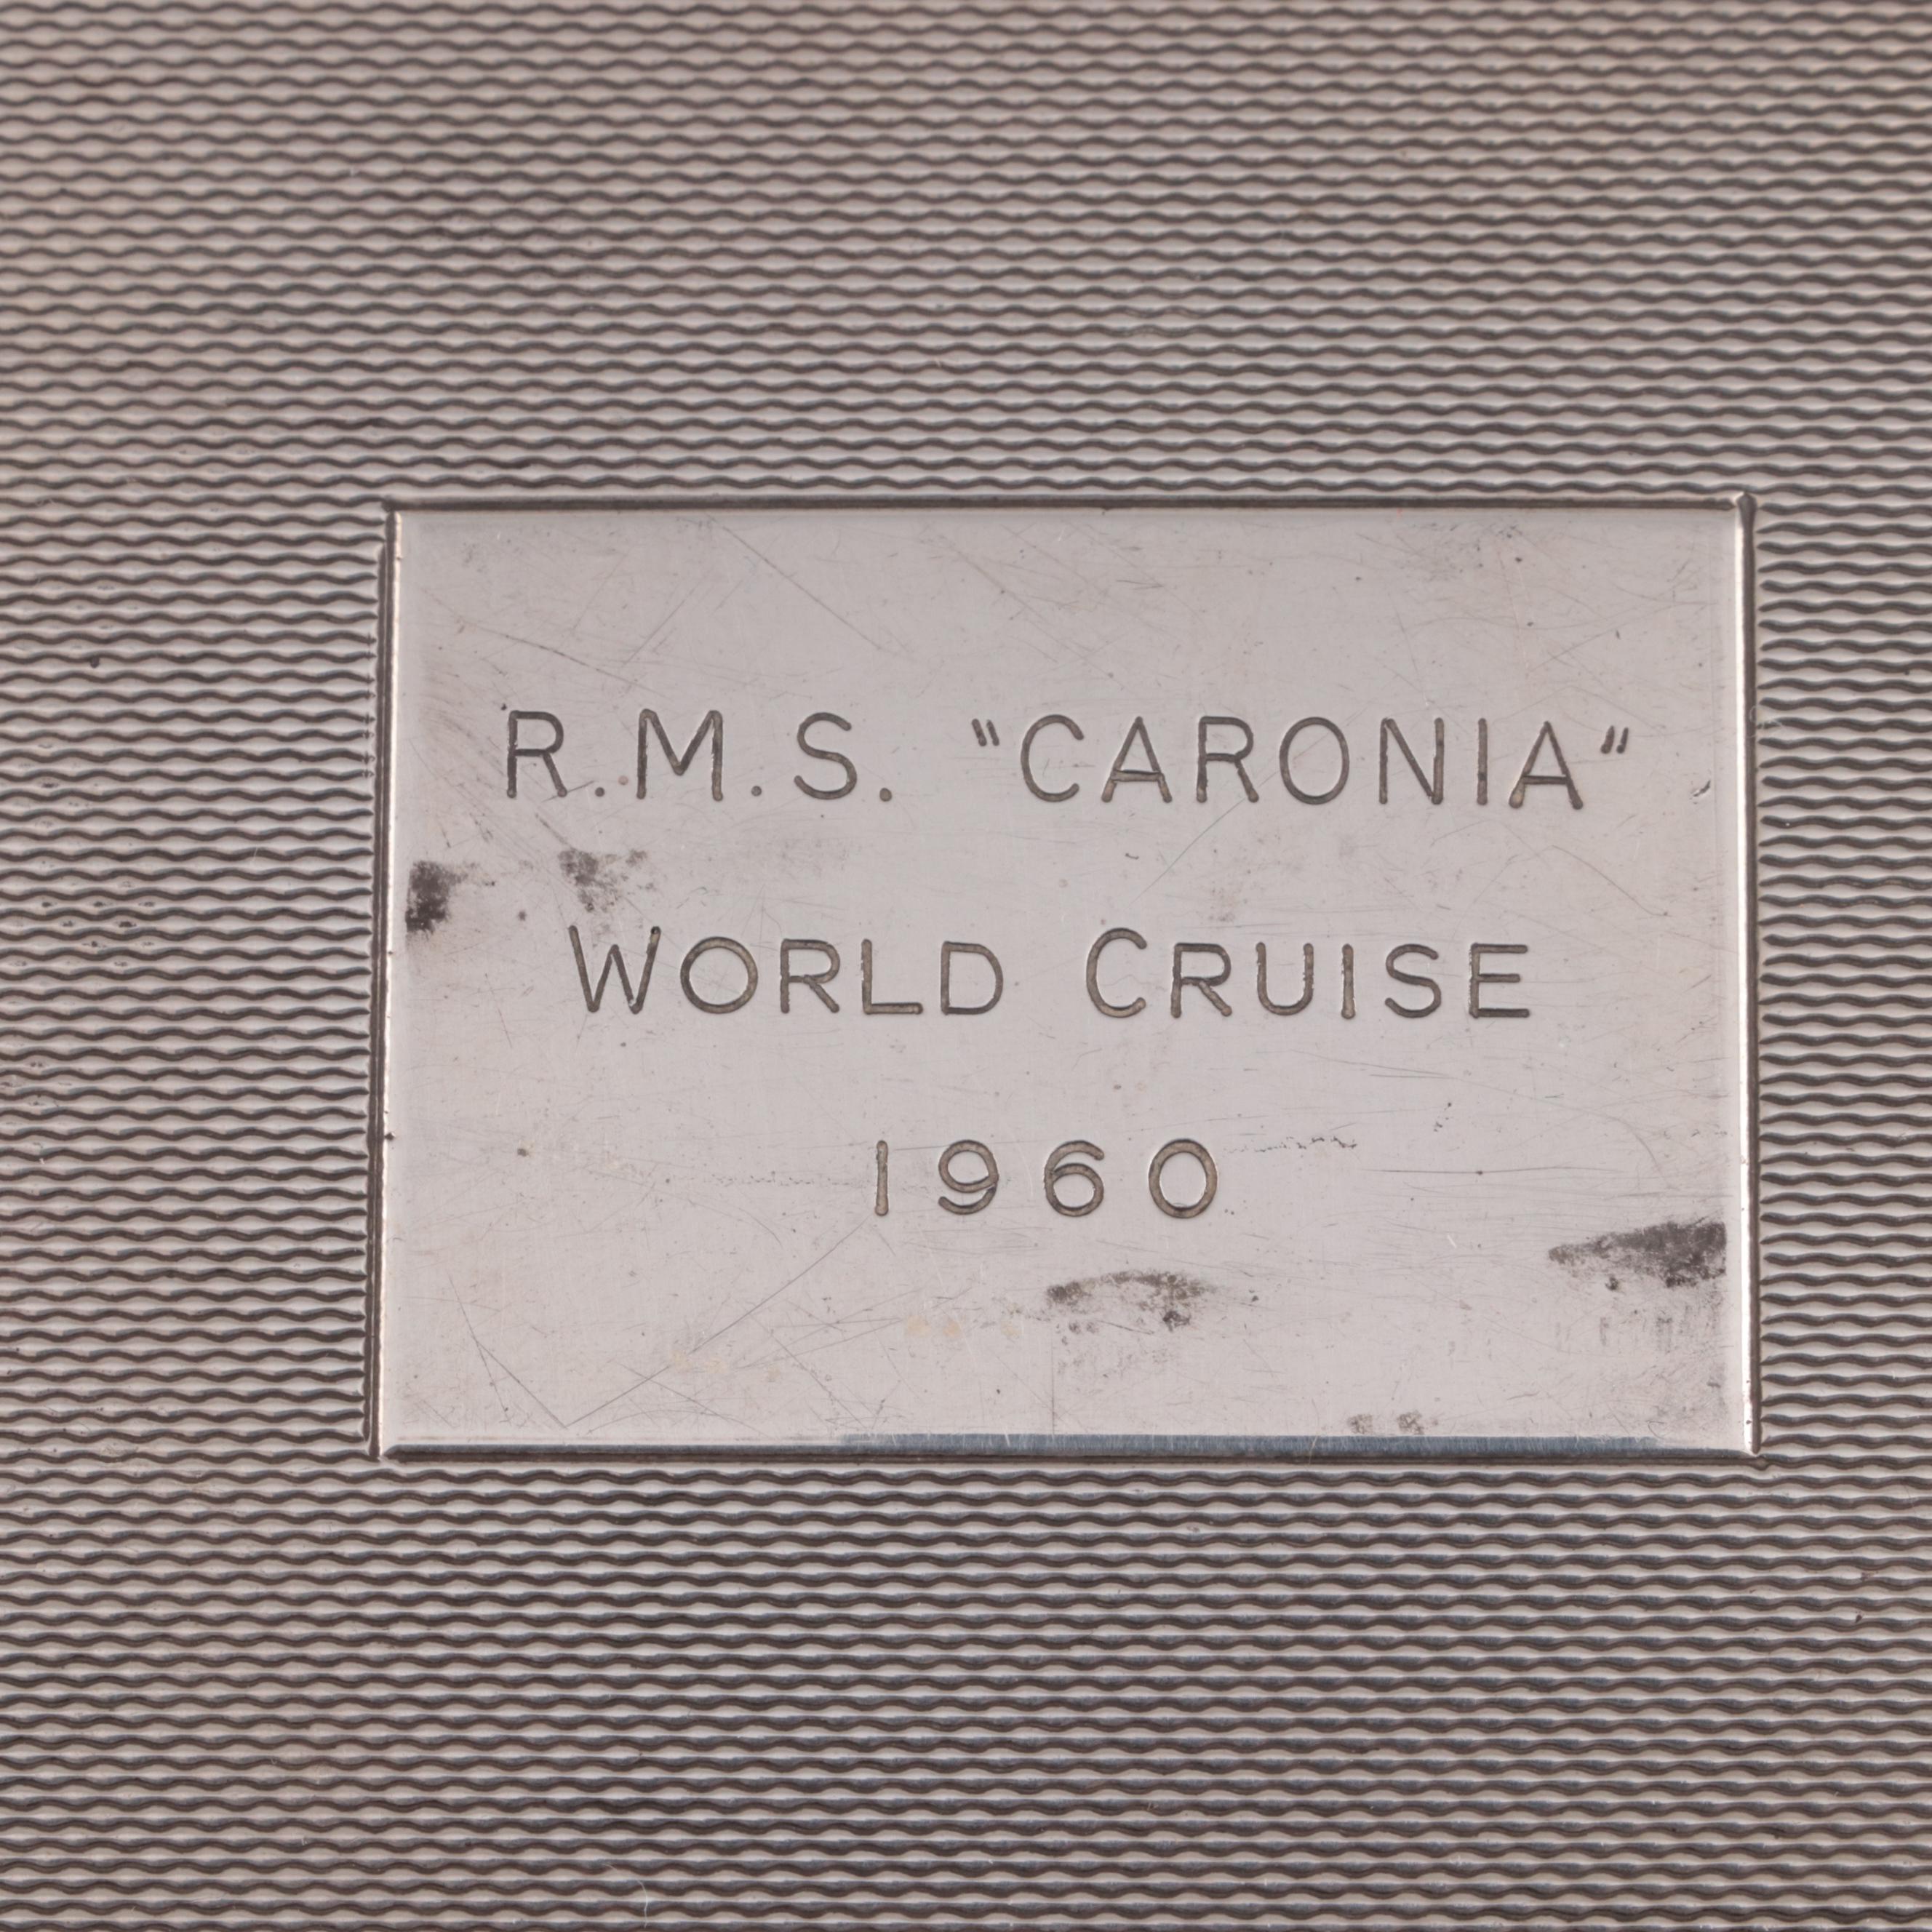 R.M.S. "CARONIA"
WORLD CRUISE
1960